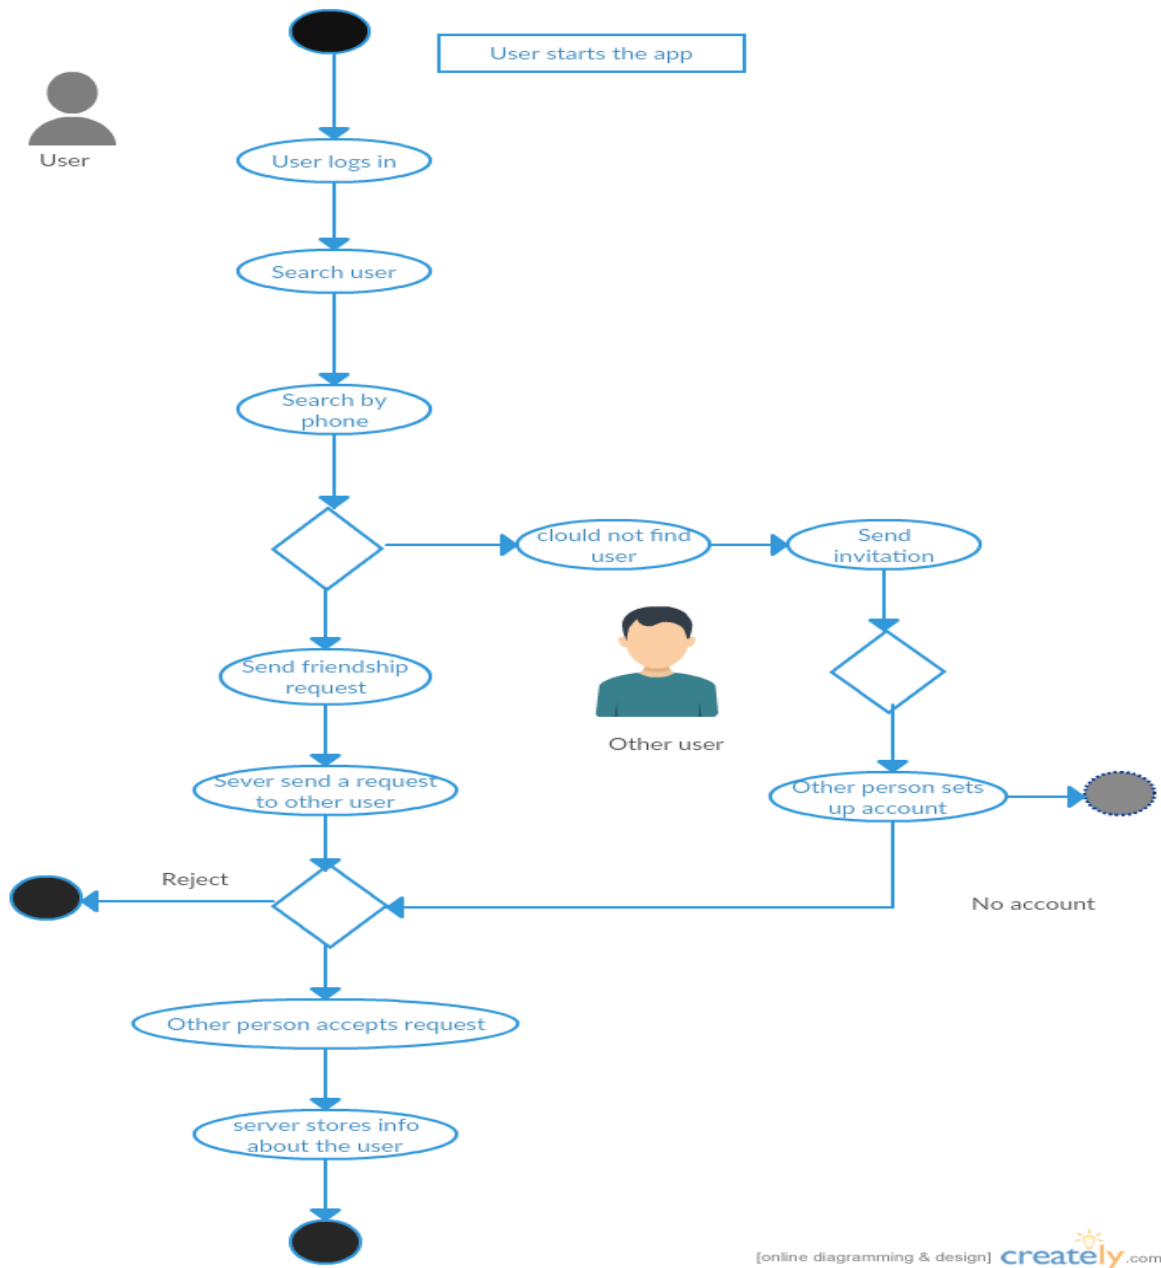 User starts the app
User
User logs in
Search user
Search by
phone
clould not find
user
Send
invitation
Send friendship
request
Other user
Sever send a request
to other user
Other person sets
up account
Reject
No account
Other person accepts request
server stores info
about the user
[online diagramming & design] creately.com